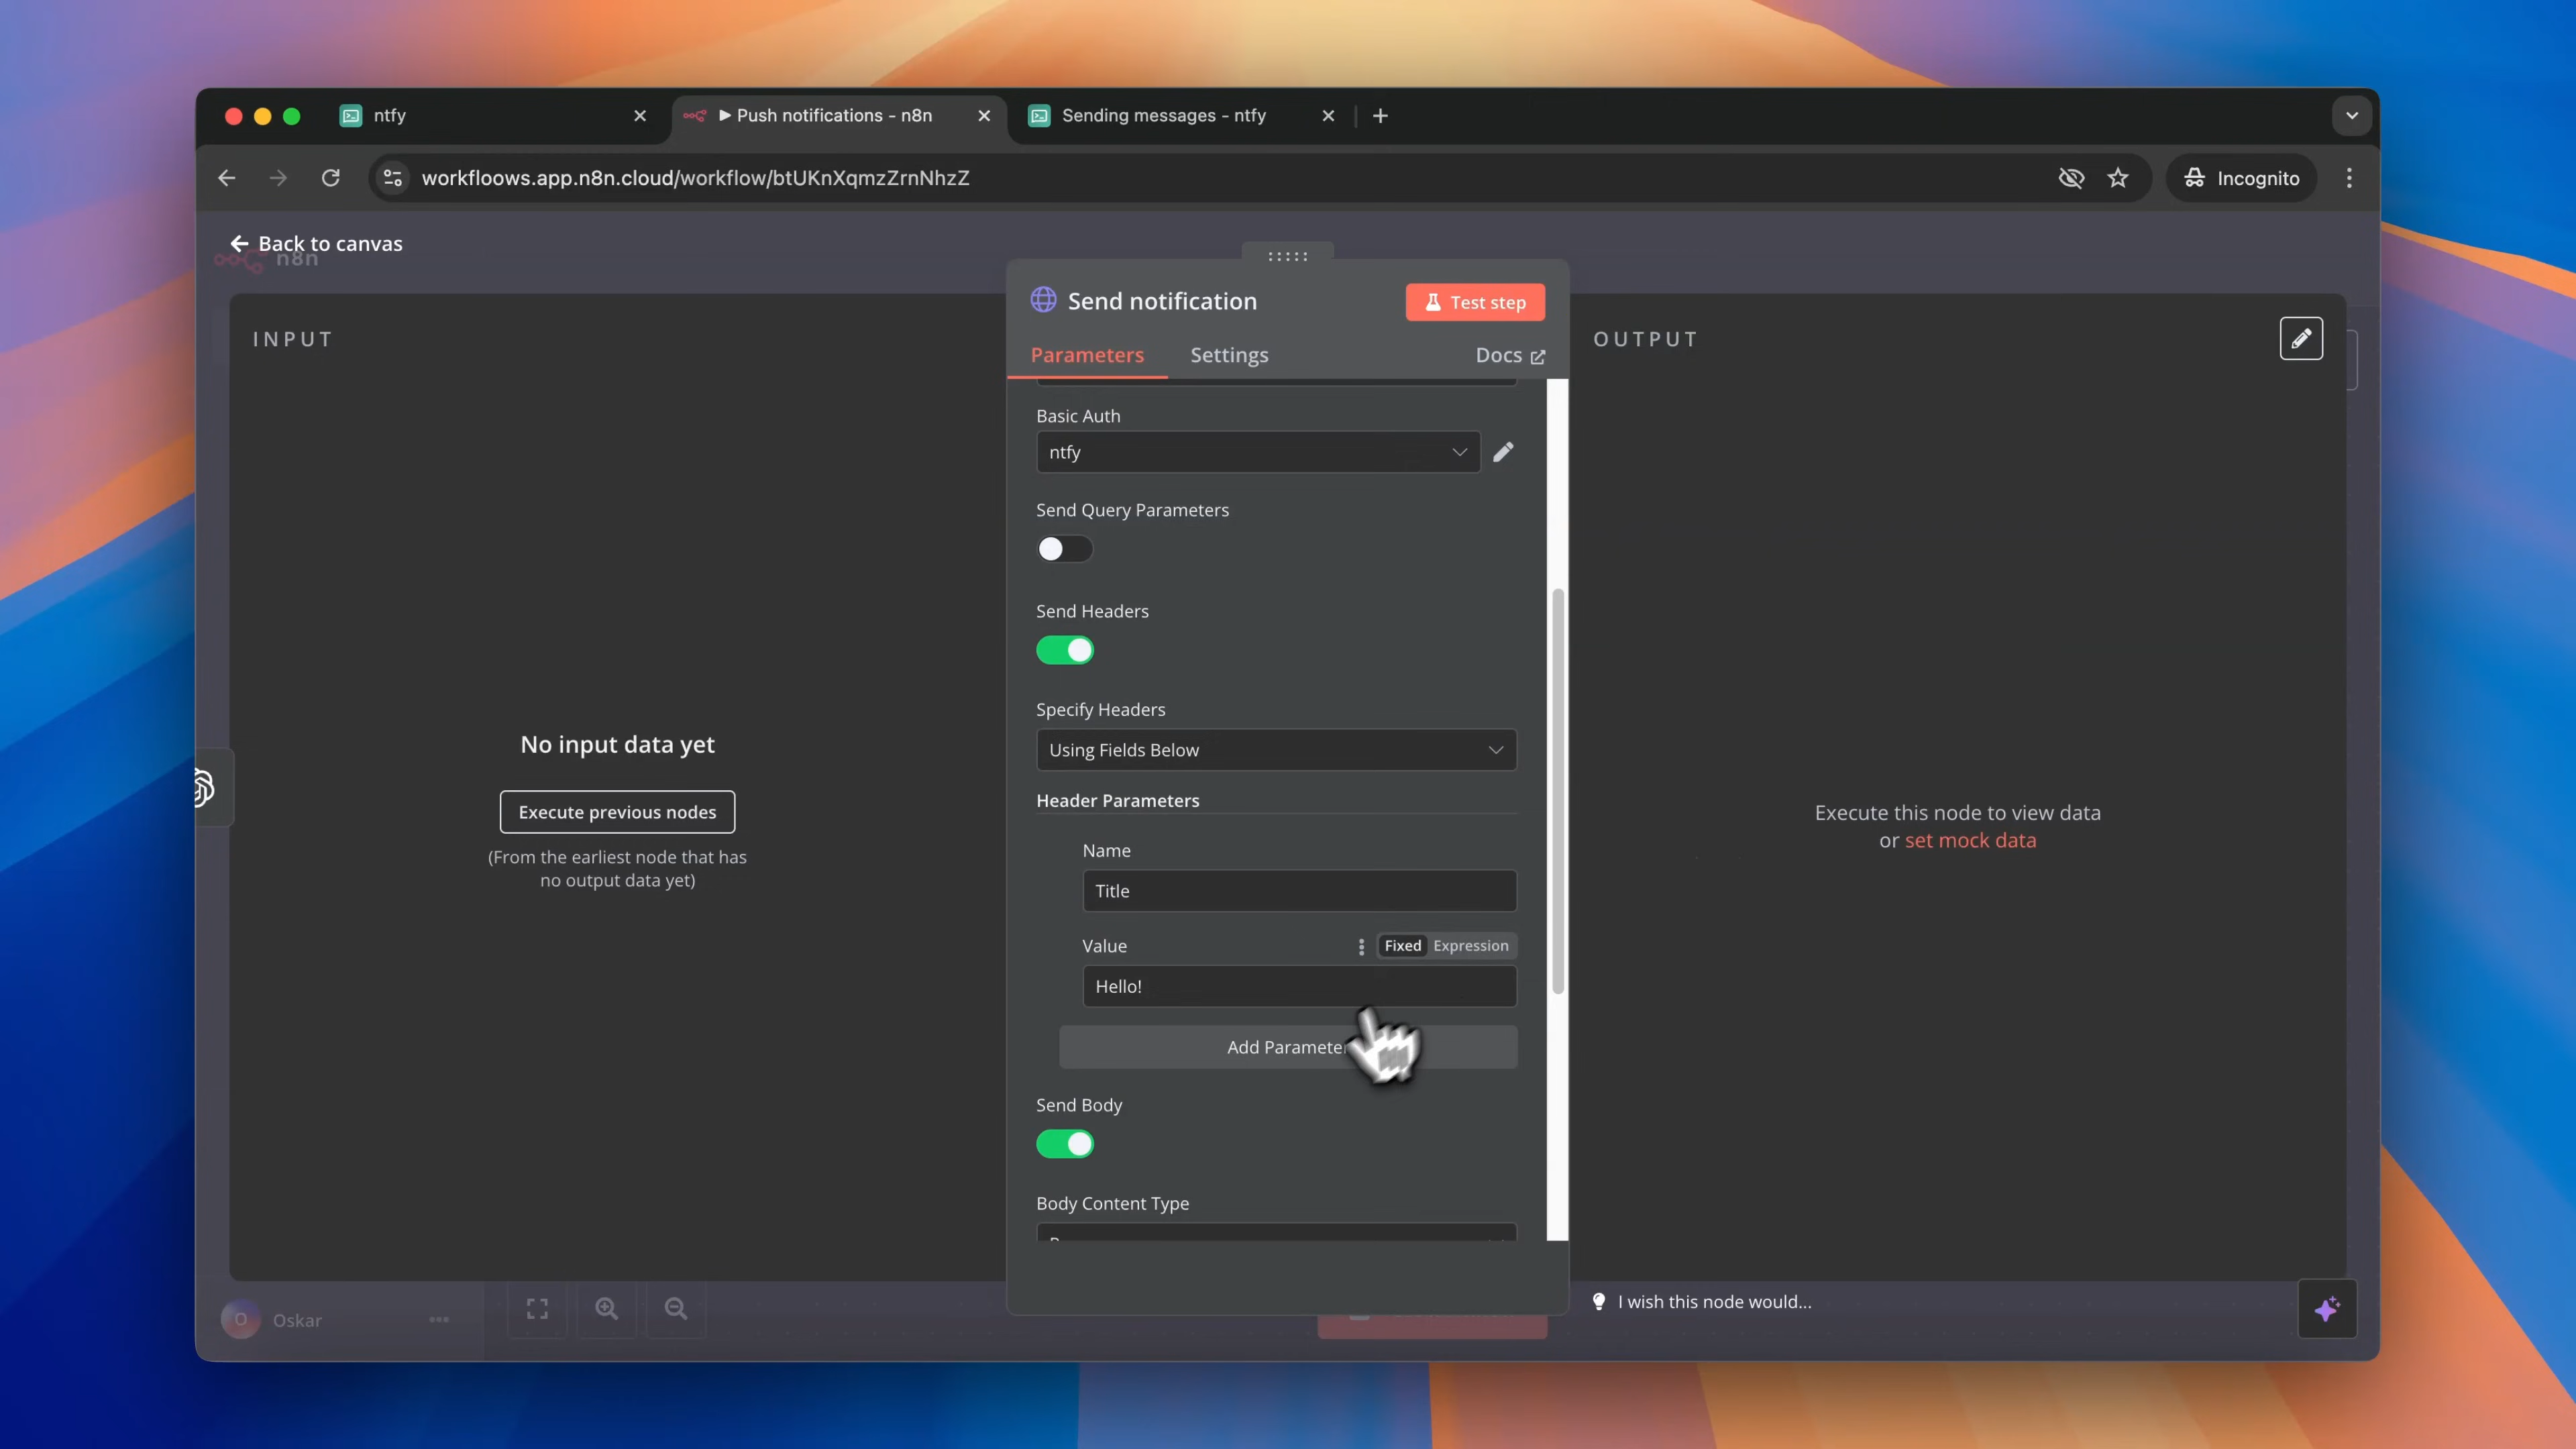 ntfy
Push notifications - n8n
Sending messages - ntfy
workfloows.app.n8n.cloud/workflow/btUKnXqmzZrnNhzZ
Incognito
Back to canvas
n8n
Send notification
Test step
INPUT
Parameters
Settings
Docs
OUTPUT
Basic Auth
ntfy
Send Query Parameters
Send Headers
Specify Headers
Using Fields Below
No input data yet
Execute previous nodes
(From the earliest node that has
no output data yet)
Header Parameters
Name
Title
Value
Fixed
Expression
Hello!
Add Parameter
Execute this node to view data
or set mock data
Send Body
Body Content Type
I wish this node would...
O
Oskar